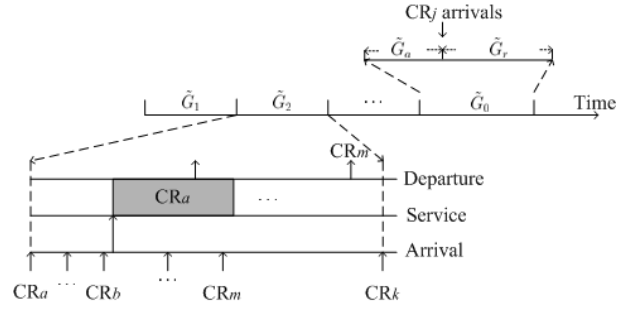 CRj arrivals
G̃a G̃r
G̃1 G̃2 ··· G̃0 Time
CRm
Departure
CRa ···
Service
Arrival
··· ···
CRa CRb CRm CRk